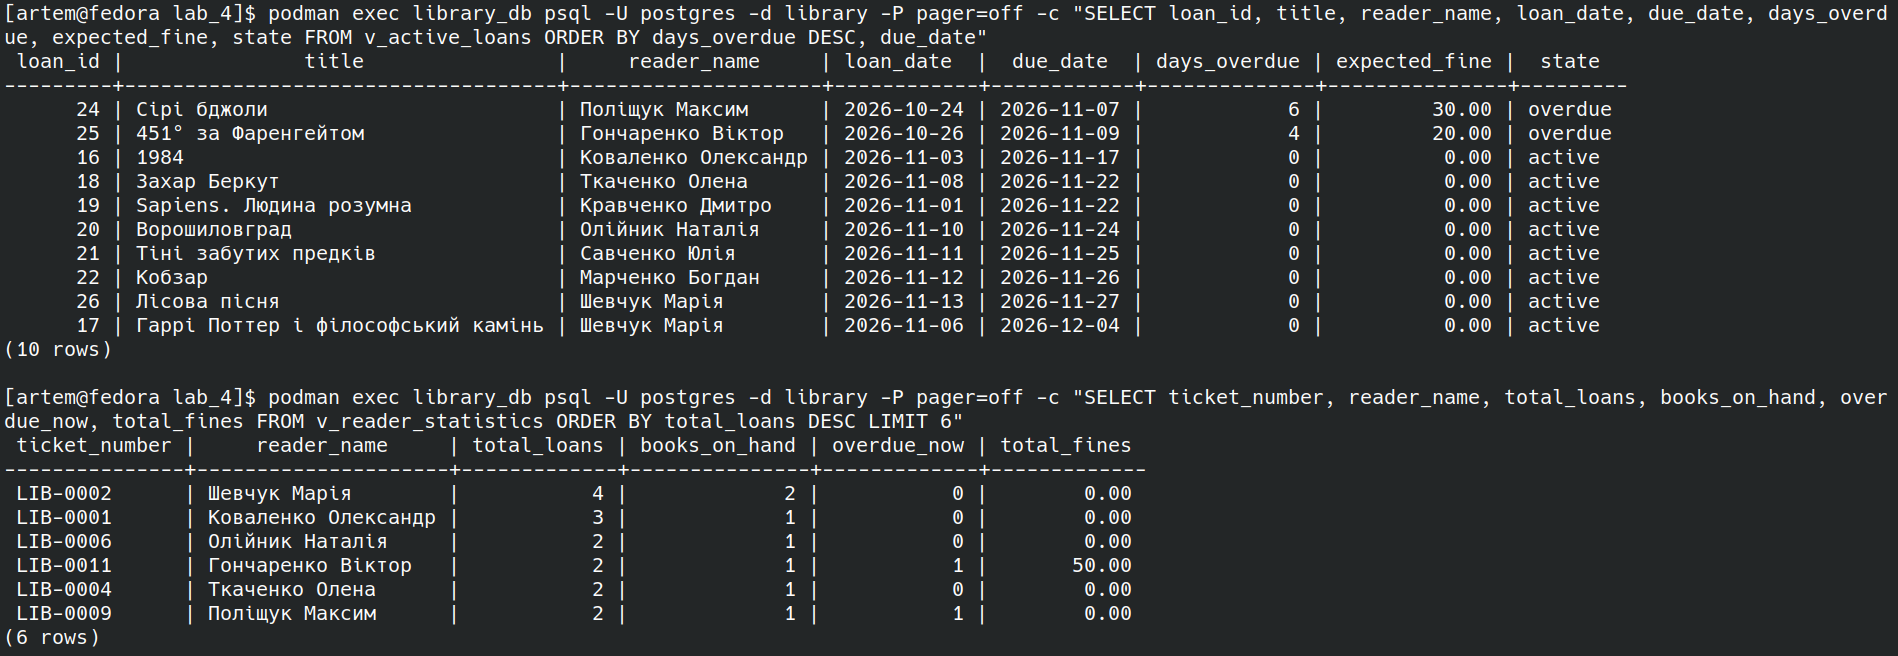 [artem@fedora lab_4]$ podman exec library_db psql -U postgres -d library -P pager=off -c "SELECT loan_id, title, reader_name, loan_date, due_date, days_overd
ue, expected_fine, state FROM v_active_loans ORDER BY days_overdue DESC, due_date"
 loan_id |               title               |     reader_name     | loan_date  |  due_date  | days_overdue | expected_fine |  state
---------+-----------------------------------+---------------------+------------+------------+--------------+---------------+---------
      24 | Сірі бджоли                       | Поліщук Максим      | 2026-10-24 | 2026-11-07 |            6 |         30.00 | overdue
      25 | 451° за Фаренгейтом               | Гончаренко Віктор   | 2026-10-26 | 2026-11-09 |            4 |         20.00 | overdue
      16 | 1984                              | Коваленко Олександр | 2026-11-03 | 2026-11-17 |            0 |          0.00 | active
      18 | Захар Беркут                      | Ткаченко Олена      | 2026-11-08 | 2026-11-22 |            0 |          0.00 | active
      19 | Sapiens. Людина розумна           | Кравченко Дмитро    | 2026-11-01 | 2026-11-22 |            0 |          0.00 | active
      20 | Ворошиловград                     | Олійник Наталія     | 2026-11-10 | 2026-11-24 |            0 |          0.00 | active
      21 | Тіні забутих предків              | Савченко Юлія       | 2026-11-11 | 2026-11-25 |            0 |          0.00 | active
      22 | Кобзар                            | Марченко Богдан     | 2026-11-12 | 2026-11-26 |            0 |          0.00 | active
      26 | Лісова пісня                      | Шевчук Марія        | 2026-11-13 | 2026-11-27 |            0 |          0.00 | active
      17 | Гаррі Поттер і філософський камінь | Шевчук Марія        | 2026-11-06 | 2026-12-04 |            0 |          0.00 | active
(10 rows)

[artem@fedora lab_4]$ podman exec library_db psql -U postgres -d library -P pager=off -c "SELECT ticket_number, reader_name, total_loans, books_on_hand, over
due_now, total_fines FROM v_reader_statistics ORDER BY total_loans DESC LIMIT 6"
 ticket_number |     reader_name     | total_loans | books_on_hand | overdue_now | total_fines
---------------+---------------------+-------------+---------------+-------------+-------------
 LIB-0002      | Шевчук Марія        |           4 |             2 |           0 |        0.00
 LIB-0001      | Коваленко Олександр |           3 |             1 |           0 |        0.00
 LIB-0006      | Олійник Наталія     |           2 |             1 |           0 |        0.00
 LIB-0011      | Гончаренко Віктор   |           2 |             1 |           1 |       50.00
 LIB-0004      | Ткаченко Олена      |           2 |             1 |           0 |        0.00
 LIB-0009      | Поліщук Максим      |           2 |             1 |           1 |        0.00
(6 rows)